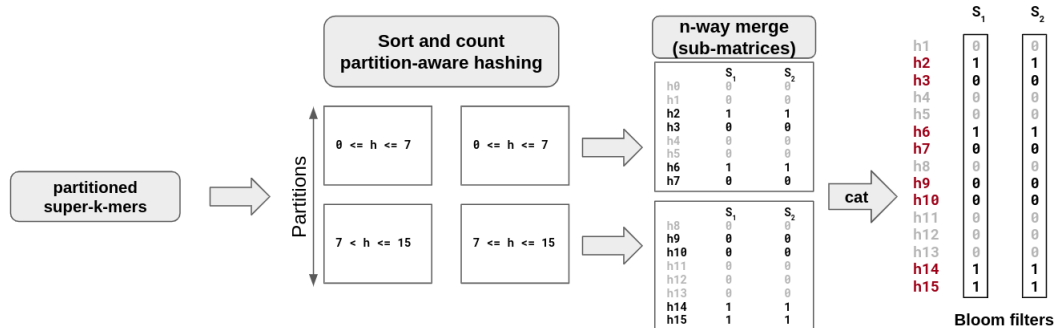 partitioned
super-k-mers
Sort and count
partition-aware hashing
Partitions
0 <= h <= 7
0 <= h <= 7
7 < h <= 15
7 <= h <= 15
n-way merge
(sub-matrices)
S1 S2
h0 0 0
h1 0 0
h2 1 1
h3 0 0
h4 0 0
h5 0 0
h6 1 1
h7 0 0
S1 S2
h8 0 0
h9 0 0
h10 0 0
h11 0 0
h12 0 0
h13 0 0
h14 1 1
h15 1 1
cat
S1 S2
h1 0 0
h2 1 1
h3 0 0
h4 0 0
h5 0 0
h6 1 1
h7 0 0
h8 0 0
h9 0 0
h10 0 0
h11 0 0
h12 0 0
h13 0 0
h14 1 1
h15 1 1
Bloom filters